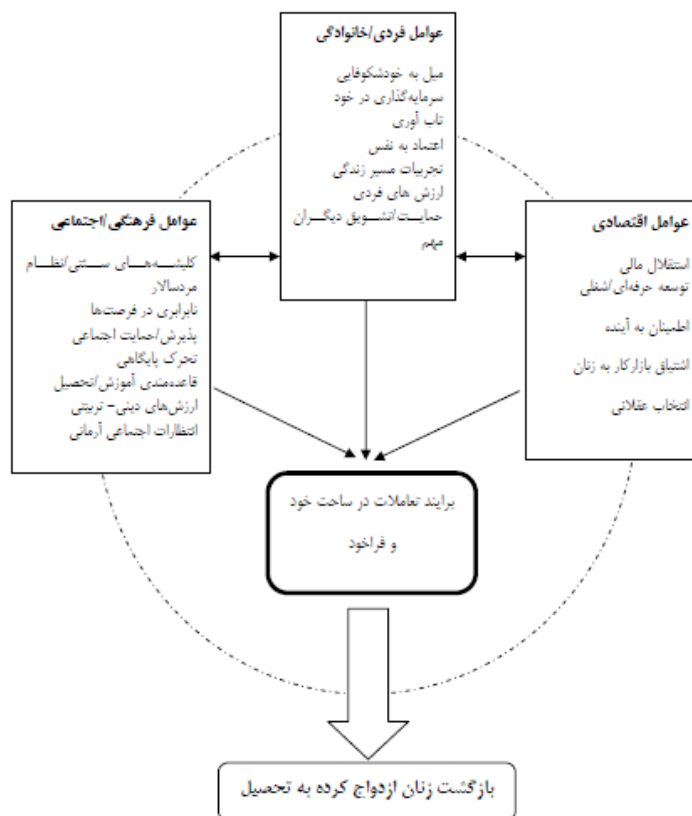 عوامل فردی/خانوادگی
میل به خودشکوفایی
سرمایه‌گذاری در خود
تاب آوری
اعتماد به نفس
تجربیات مسیر زندگی
ارزش های فردی
حمایت/تشویق دیگران
مهم
عوامل اقتصادی
استقلال مالی
توسعه حرفه‌ای/شغلی
اطمینان به آینده
اشتیاق بازارکار به زنان
انتخاب عقلانی
عوامل فرهنگی/اجتماعی
کلیشه‌های سنتی/نظام
مردسالار
نابرابری در فرصت‌ها
پذیرش/حمایت اجتماعی
تحرک پایگاهی
قاعده‌مندی آموزش/تحصیل
ارزش‌های دینی- تربیتی
انتظارات اجتماعی آرمانی
برایند تعاملات در ساحت خود
و فراخود
بازگشت زنان ازدواج کرده به تحصیل